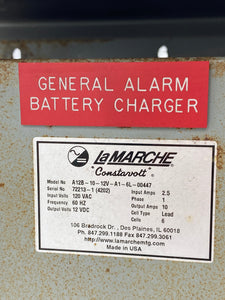 GENERAL ALARM
BATTERY CHARGER
LaMARCHE
"Constavolt"
Model No A12B-10-12V-A1-6L-00447
Serial No 72213-1 (4202)
Input Volts 120 VAC
Frequency 60 HZ
Output Volts 12 VDC
Input Amps 2.5
Phase 1
Output Amps 10
Cell Type Lead
Cells 6
106 Bradrock Dr., Des Plaines, IL 60018
Ph. 847.299.1188 Fax 847.299.3061
http://www.lamarchemfg.com
Made in USA